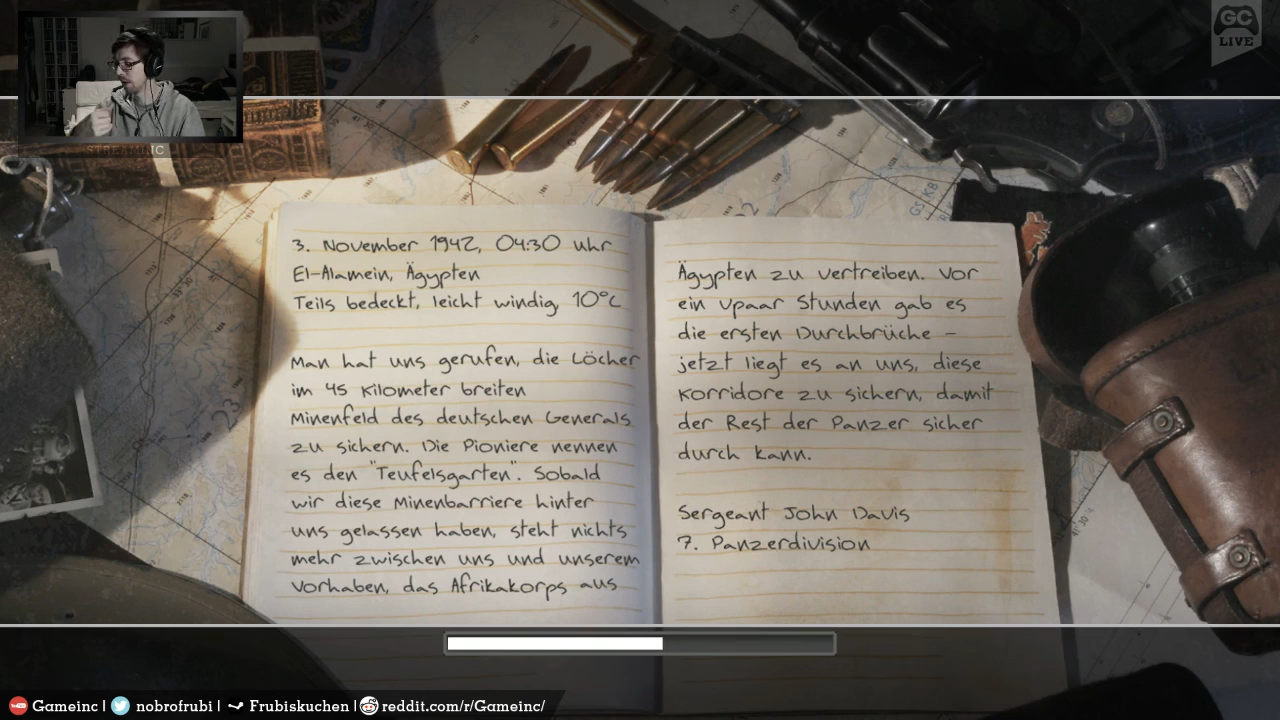 GC
LIVE
3. November 1942, 04:30 Uhr
El-Alamein, Ägypten
Teils bedeckt, leicht windig, 10°C
Man hat uns gerufen, die Löcher
im 45 Kilometer breiten
Minenfeld des deutschen Generals
zu sichern. Die Pioniere nennen
es den "Teufelsgarten". Sobald
wir diese Minenbarriere hinter
uns gelassen haben, steht nichts
mehr zwischen uns und unserem
Vorhaben, das Afrikakorps aus
Ägypten zu vertreiben. Vor
ein vpaar Stunden gab es
die ersten Durchbrüche –
jetzt liegt es an uns, diese
Korridore zu sichern, damit
der Rest der Panzer sicher
durch kann.
Sergeant John Davis
7. Panzerdivision
Gameinc | nobrofrubi | Frubiskuchen | reddit.com/r/Gameinc/